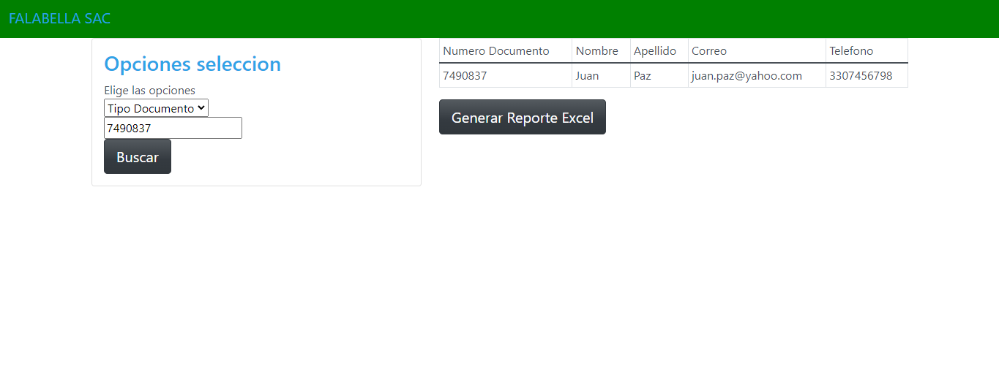 FALABELLA SAC
Opciones seleccion
Elige las opciones
Tipo Documento
7490837
Buscar
Numero Documento Nombre Apellido Correo Telefono
7490837 Juan Paz juan.paz@yahoo.com 3307456798
Generar Reporte Excel